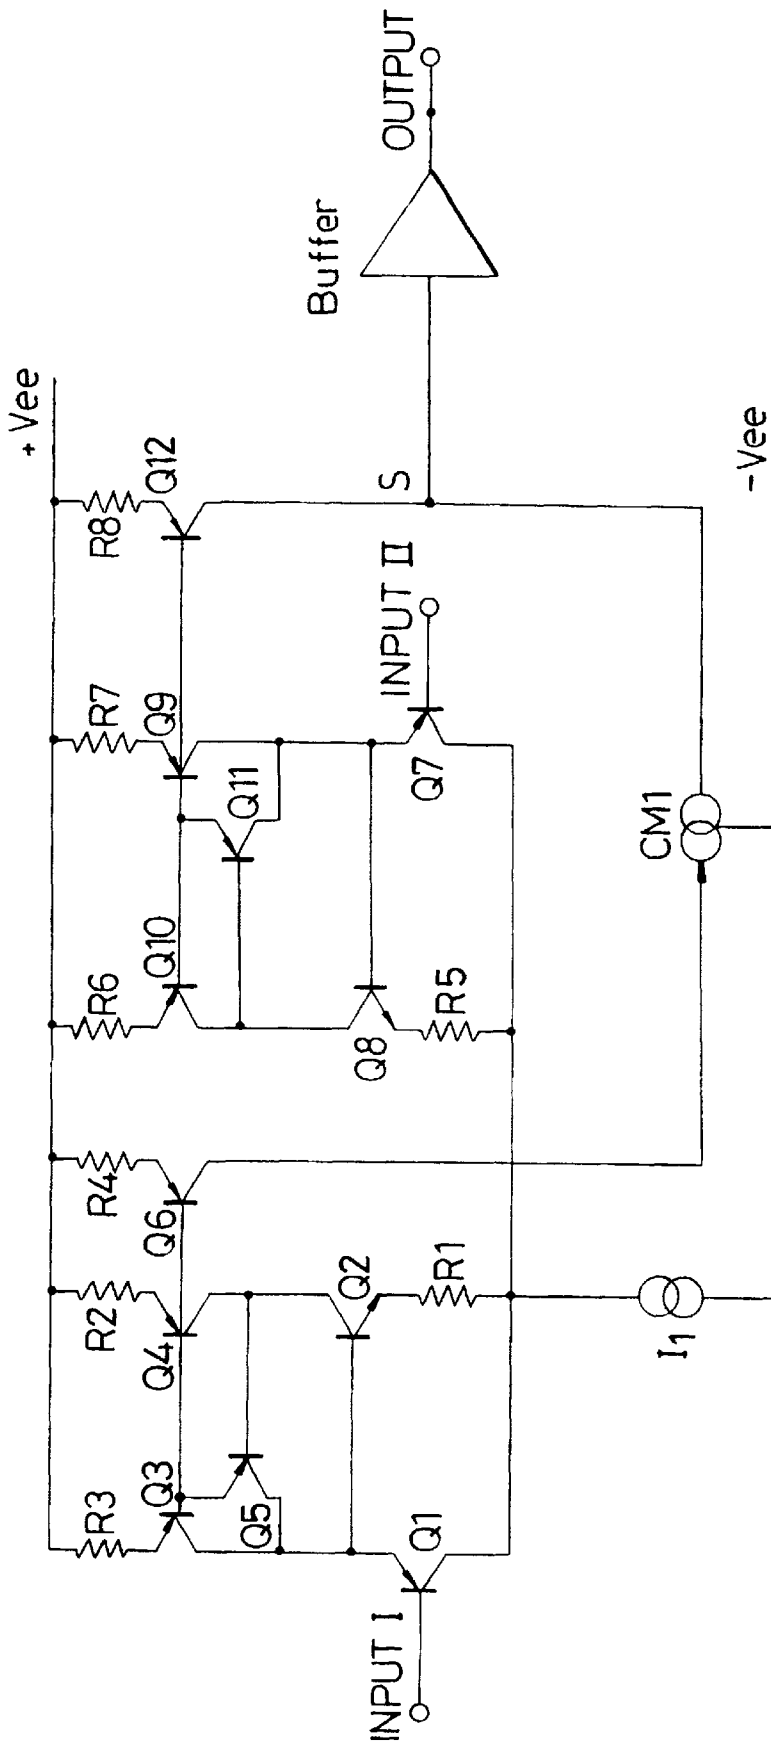 +Vee
R3
R2
R4
R6
R7
R8
Q3
Q4
Q6
Q10
Q9
Q12
Q5
Q11
Q2
Q8
Q1
Q7
R1
R5
INPUT I
INPUT II
S
Buffer
OUTPUT
I1
CM1
-Vee